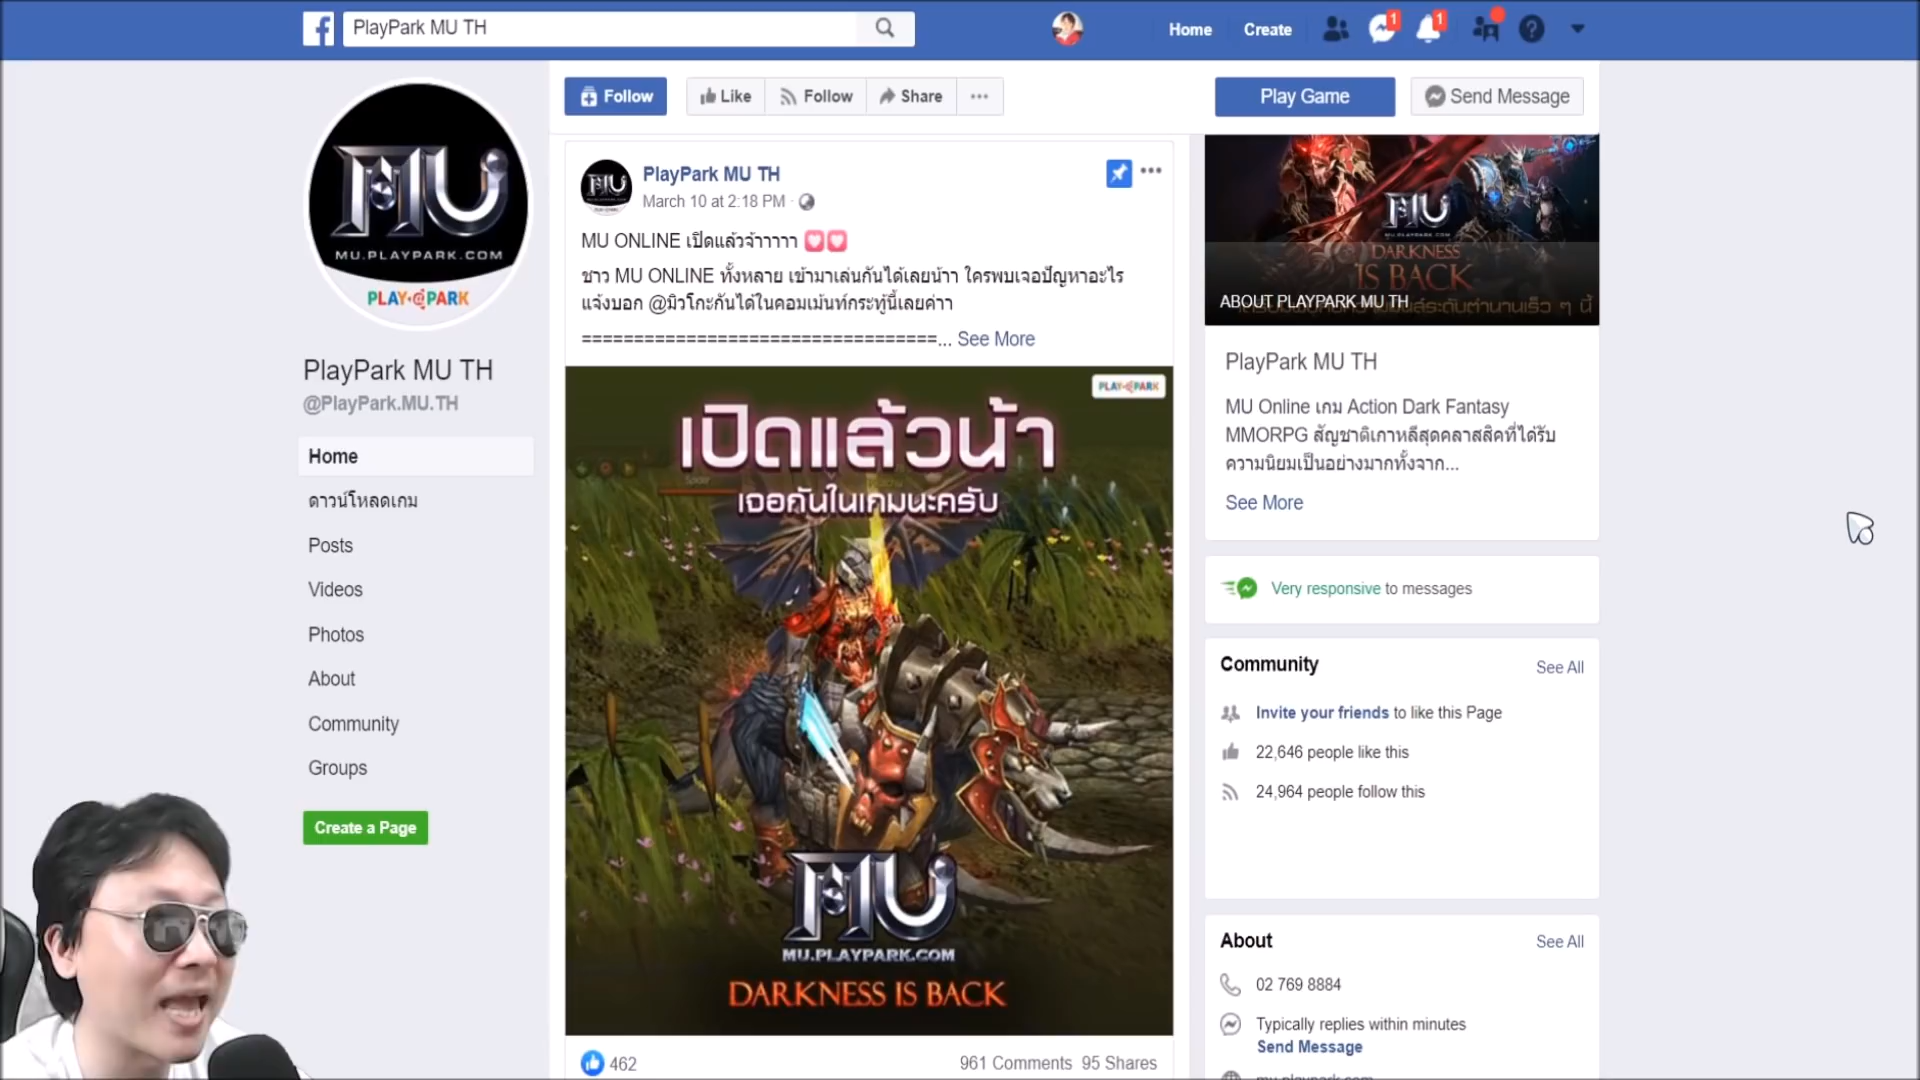 PlayPark MU TH
Home
Create
1
1
Follow
Like
Follow
Share
Play Game
Send Message
MU
MU.PLAYPARK.COM
PLAY@PARK
PlayPark MU TH
@PlayPark.MU.TH
Home
ดาวน์โหลดเกม
Posts
Videos
Photos
About
Community
Groups
Create a Page
PlayPark MU TH
March 10 at 2:18 PM ·
MU ONLINE เปิดแล้วจ้าาาาา
ชาว MU ONLINE ทั้งหลาย เข้ามาเล่นกันได้เลยน้าา ใครพบเจอปัญหาอะไร
แจ้งบอก @มิวโกะกันได้ในคอมเม้นท์กระทู้นี้เลยค่าา
==================================... See More
PLAY@PARK
เปิดแล้วน้า
เจอกันในเกมนะครับ
MU
MU.PLAYPARK.COM
DARKNESS IS BACK
462
961 Comments 95 Shares
MU
DARKNESS
IS BACK
ABOUT PLAYPARK MU TH
PlayPark MU TH
MU Online เกม Action Dark Fantasy
MMORPG สัญชาติเกาหลีสุดคลาสสิคที่ได้รับ
ความนิยมเป็นอย่างมากทั้งจาก...
See More
Very responsive to messages
Community
See All
Invite your friends to like this Page
22,646 people like this
24,964 people follow this
About
See All
02 769 8884
Typically replies within minutes
Send Message
mu.playpark.com